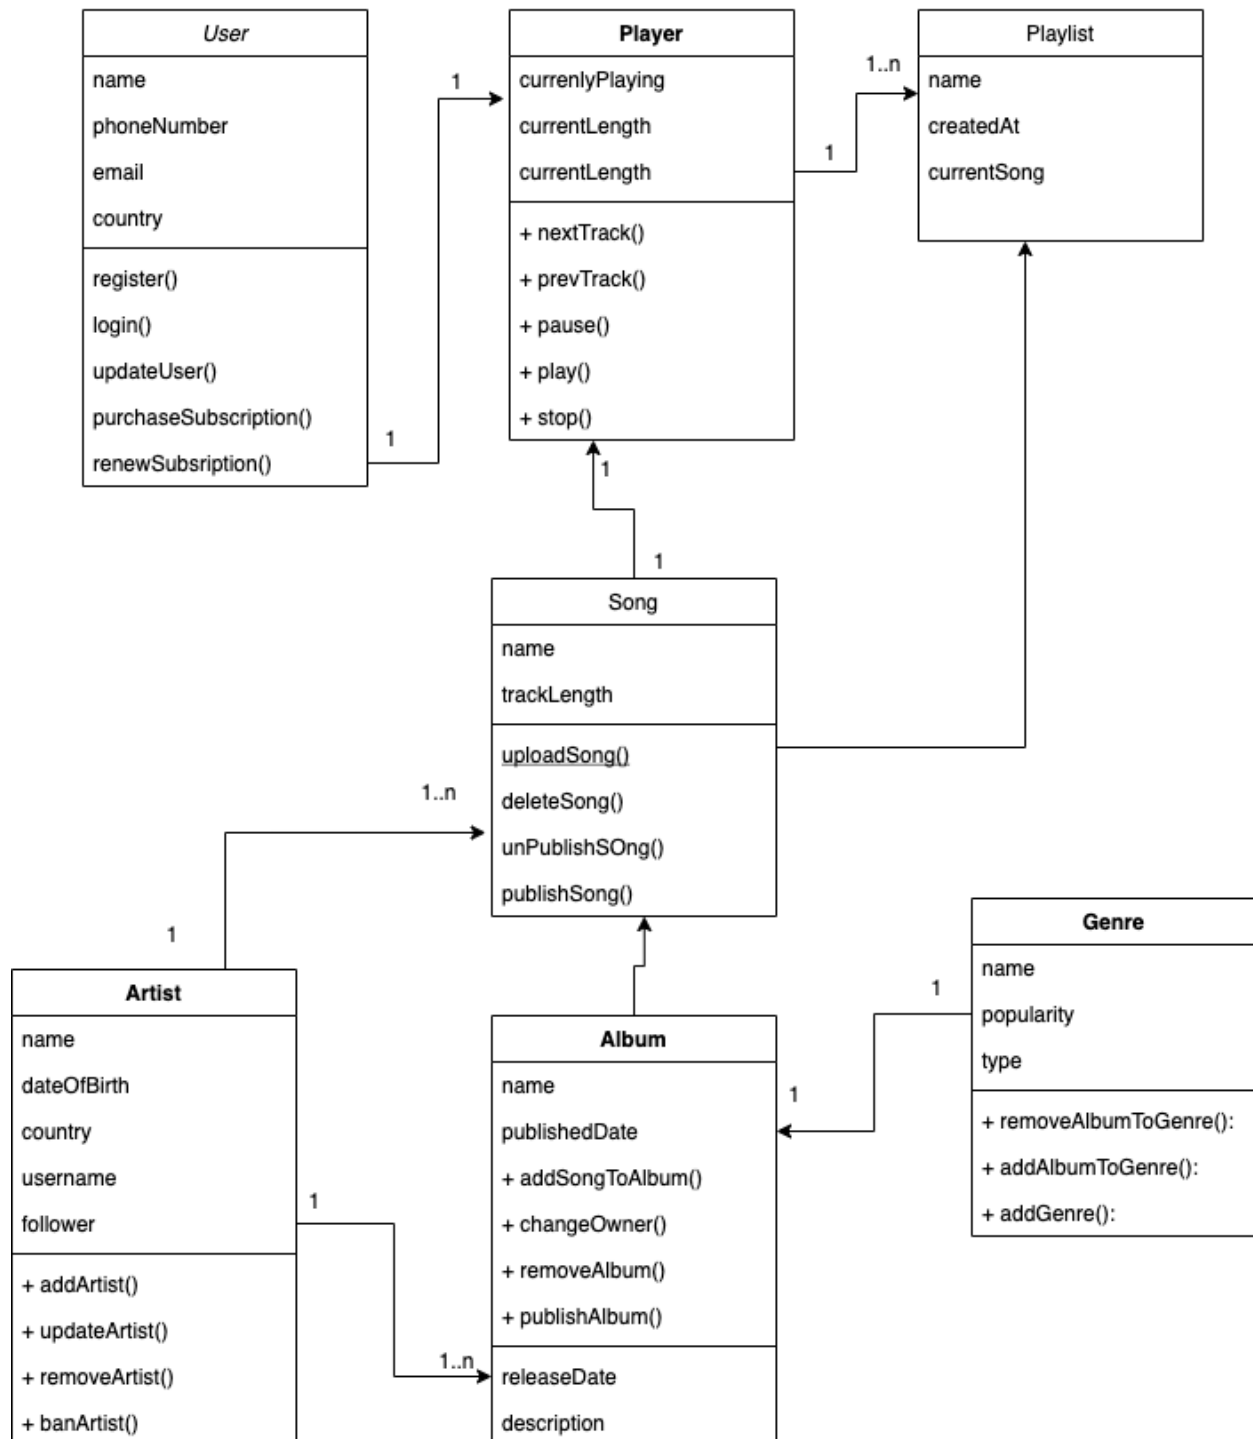 User
name
phoneNumber
email
country
register()
login()
updateUser()
purchaseSubscription()
renewSubsription()
1
1
Player
currenlyPlaying
currentLength
currentLength
+ nextTrack()
+ prevTrack()
+ pause()
+ play()
+ stop()
1
1..n
Playlist
name
createdAt
currentSong
1
1
Song
name
trackLength
uploadSong()
deleteSong()
unPublishSOng()
publishSong()
1..n
1
Artist
name
dateOfBirth
country
username
follower
+ addArtist()
+ updateArtist()
+ removeArtist()
+ banArtist()
1
1..n
Album
name
publishedDate
+ addSongToAlbum()
+ changeOwner()
+ removeAlbum()
+ publishAlbum()
releaseDate
description
1
1
Genre
name
popularity
type
+ removeAlbumToGenre():
+ addAlbumToGenre():
+ addGenre():